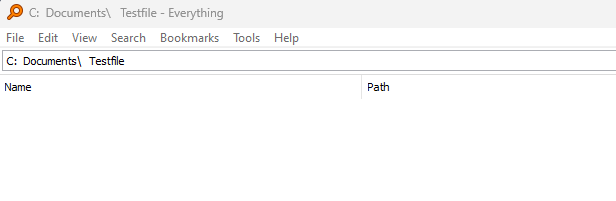 C: Documents\ Testfile - Everything
File Edit View Search Bookmarks Tools Help
C: Documents\ Testfile
Name Path